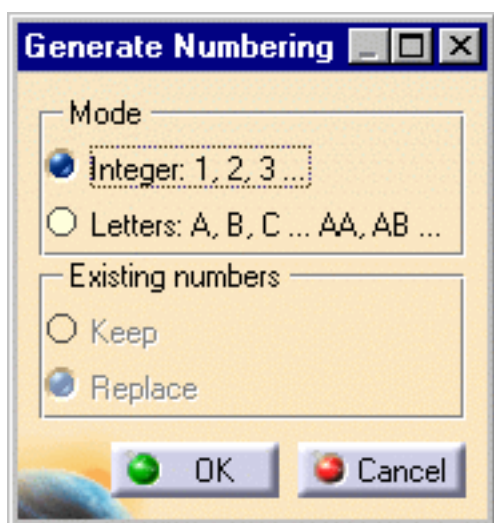 Generate Numbering
Mode
Integer: 1, 2, 3 ...
Letters: A, B, C ... AA, AB ...
Existing numbers
Keep
Replace
OK
Cancel